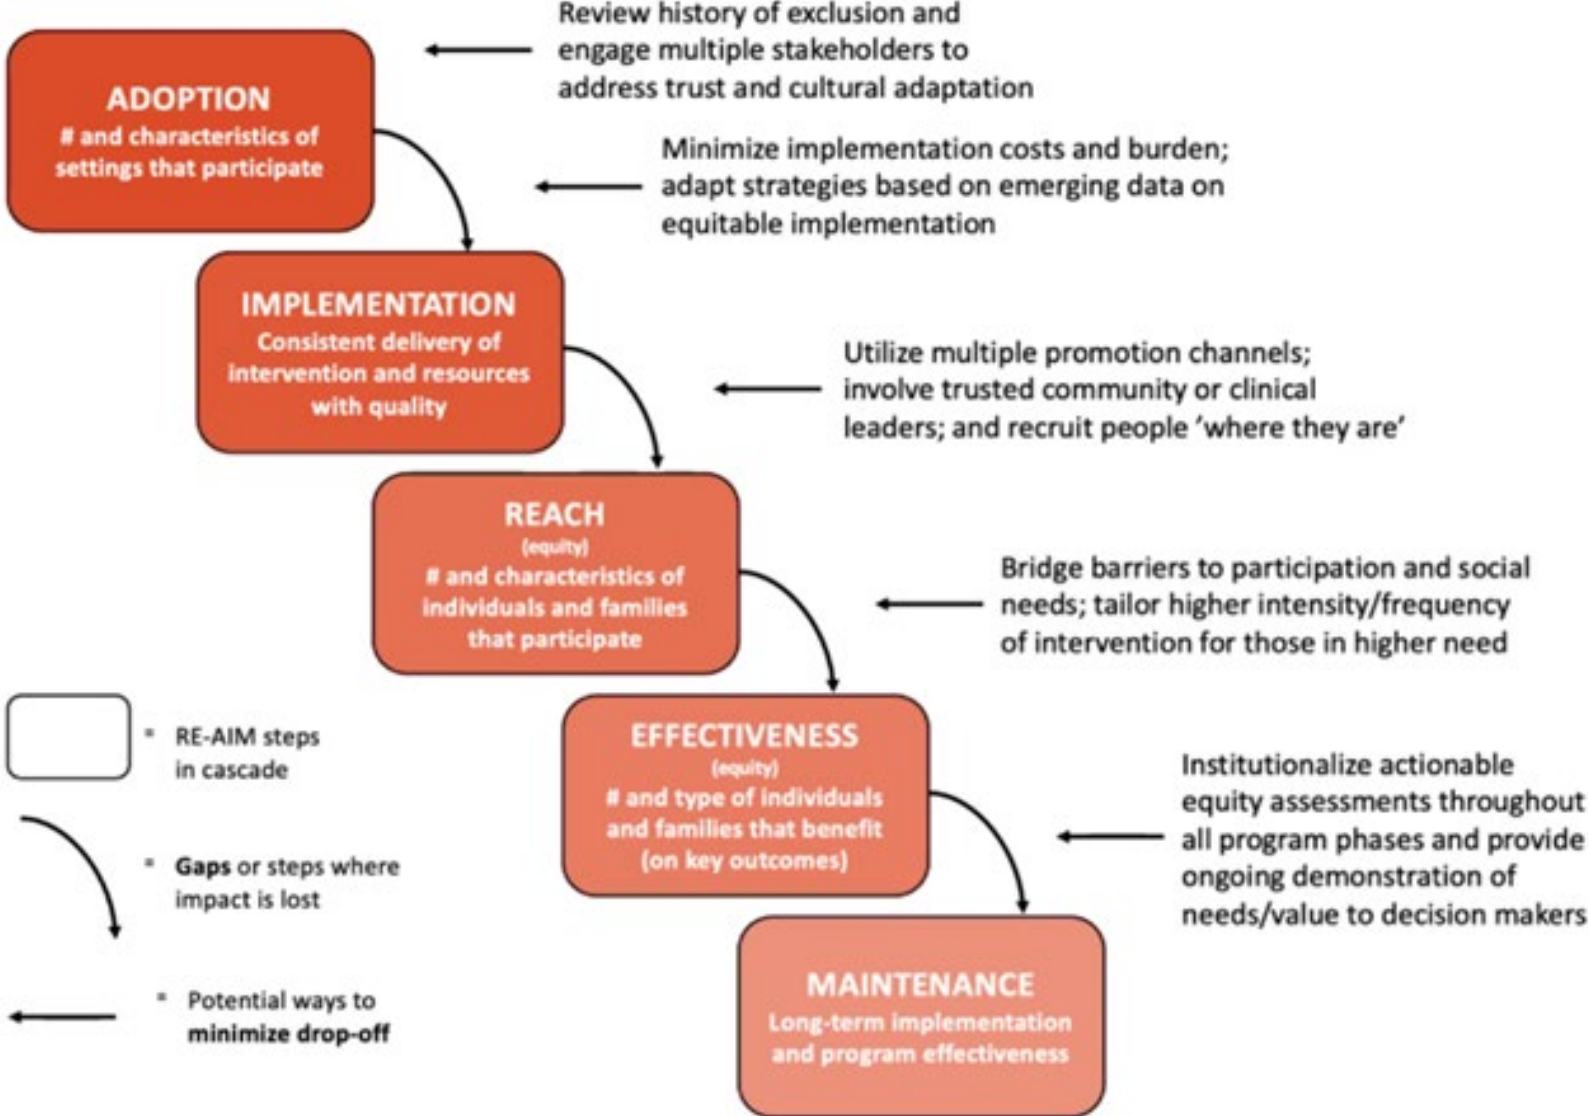 Review history of exclusion and
engage multiple stakeholders to
address trust and cultural adaptation
ADOPTION
# and characteristics of
settings that participate
Minimize implementation costs and burden;
adapt strategies based on emerging data on
equitable implementation
IMPLEMENTATION
Consistent delivery of
intervention and resources
with quality
Utilize multiple promotion channels;
involve trusted community or clinical
leaders; and recruit people ‘where they are’
REACH
(equity)
# and characteristics of
individuals and families
that participate
Bridge barriers to participation and social
needs; tailor higher intensity/frequency
of intervention for those in higher need
EFFECTIVENESS
(equity)
# and type of individuals
and families that benefit
(on key outcomes)
Institutionalize actionable
equity assessments throughout
all program phases and provide
ongoing demonstration of
needs/value to decision makers
MAINTENANCE
Long-term implementation
and program effectiveness
= RE-AIM steps
in cascade
= Gaps or steps where
impact is lost
= Potential ways to
minimize drop-off